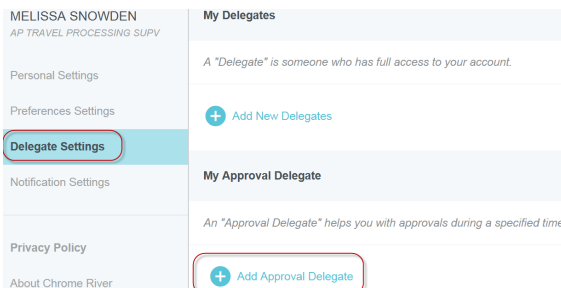 MELISSA SNOWDEN
AP TRAVEL PROCESSING SUPV
Personal Settings
Preferences Settings
Delegate Settings
Notification Settings
Privacy Policy
About Chrome River
My Delegates
A "Delegate" is someone who has full access to your account.
Add New Delegates
My Approval Delegate
An "Approval Delegate" helps you with approvals during a specified time
Add Approval Delegate